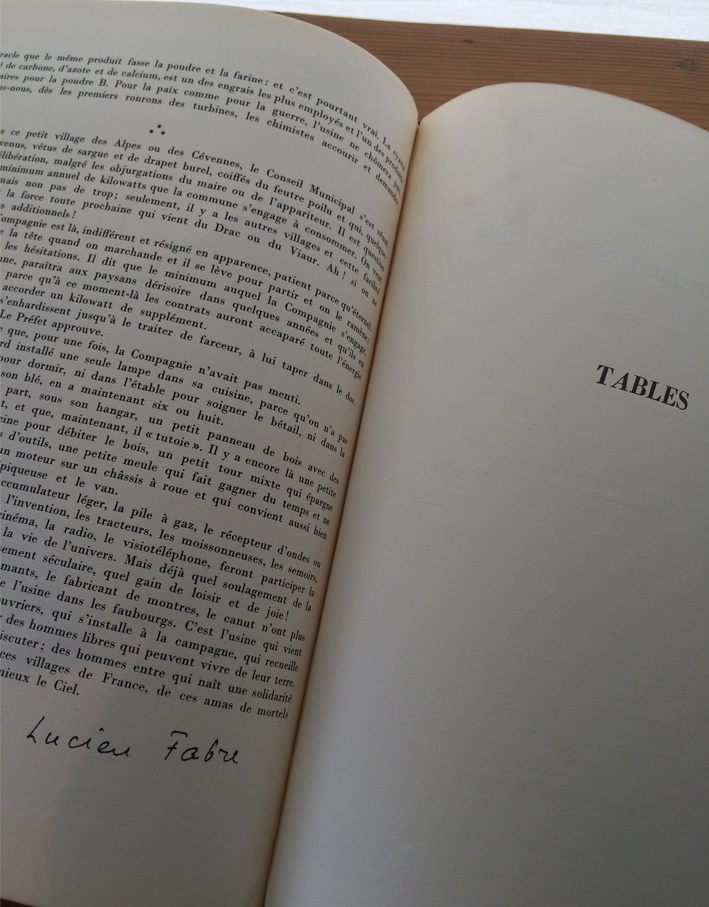 racle que le même produit fasse la poudre et la farine : et c'est pourtant vrai. La cyana-
é de carbone, d'azote et de calcium, est un des engrais les plus employés et l'un des produits
aires pour la poudre B. Pour la paix comme pour la guerre, l'usine ne chômera pas
us-nous, dès les premiers ronrons des turbines, les chimistes accourir et demander
s ce petit village des Alpes ou des Cévennes, le Conseil Municipal s'est réuni
venus, vêtus de sargue et de drapet burel, coiffés du feutre poilu et qui, quelque
libération, malgré les objurgations du maire ou de l'appariteur. Il est question
minimum annuel de kilowatts que la commune s'engage à consommer. On veut
mais non pas de trop ; seulement, il y a les autres villages et cette facilité
la force toute prochaine qui vient du Drac ou du Viaur. Ah ! si on ne
s additionnels !
ompagnie est là, indifférent et résigné en apparence, patient parce qu'éternel
e la tête quand on marchande et il se lève pour partir et on le ramène
les hésitations. Il dit que le minimum auquel la Compagnie s'engage,
une, paraîtra aux paysans dérisoire dans quelques années et qu'ils en
parce qu'à ce moment-là les contrats auront accaparé toute l'énergie
accorder un kilowatt de supplément.
s'enhardissent jusqu'à le traiter de farceur, à lui taper dans le dos,
Le Préfet approuve.
e que, pour une fois, la Compagnie n'avait pas menti.
rd installé une seule lampe dans sa cuisine, parce qu'on n'a pas
pour dormir, ni dans l'étable pour soigner le bétail, ni dans la
son blé, en a maintenant six ou huit.
part, sous son hangar, un petit panneau de bois avec des
t, et que, maintenant, il « tutoie ». Il y a encore là une petite
eine pour débiter le bois, un petit tour mixte qui épargne
s d'outils, une petite meule qui fait gagner du temps et ne
un moteur sur un châssis à roue et qui convient aussi bien
piqueuse et le van.
ccumulateur léger, la pile à gaz, le récepteur d'ondes ou
l'invention, les tracteurs, les moissonneuses, les semoirs,
cinéma, la radio, le visiotéléphone, feront participer la
la vie de l'univers. Mais déjà quel soulagement de la
sement séculaire, quel gain de loisir et de joie !
mants, le fabricant de montres, le canut n'ont plus
e l'usine dans les faubourgs. C'est l'usine qui vient
ouvriers, qui s'installe à la campagne, qui recueille
r des hommes libres qui peuvent vivre de leur terre.
iscuter ; des hommes entre qui naît une solidarité
ces villages de France, de ces amas de mortels
mieux le Ciel.
Lucien Fabre
TABLES